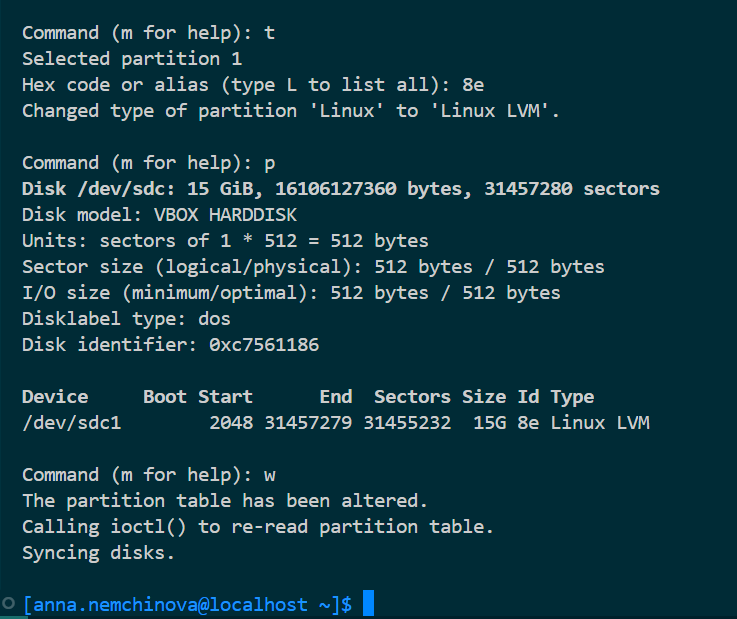 Command (m for help): t
Selected partition 1
Hex code or alias (type L to list all): 8e
Changed type of partition 'Linux' to 'Linux LVM'.
Command (m for help): p
Disk /dev/sdc: 15 GiB, 16106127360 bytes, 31457280 sectors
Disk model: VBOX HARDDISK
Units: sectors of 1 * 512 = 512 bytes
Sector size (logical/physical): 512 bytes / 512 bytes
I/O size (minimum/optimal): 512 bytes / 512 bytes
Disklabel type: dos
Disk identifier: 0xc7561186
Device     Boot Start      End  Sectors Size Id Type
/dev/sdc1        2048 31457279 31455232  15G 8e Linux LVM
Command (m for help): w
The partition table has been altered.
Calling ioctl() to re-read partition table.
Syncing disks.
[anna.nemchinova@localhost ~]$